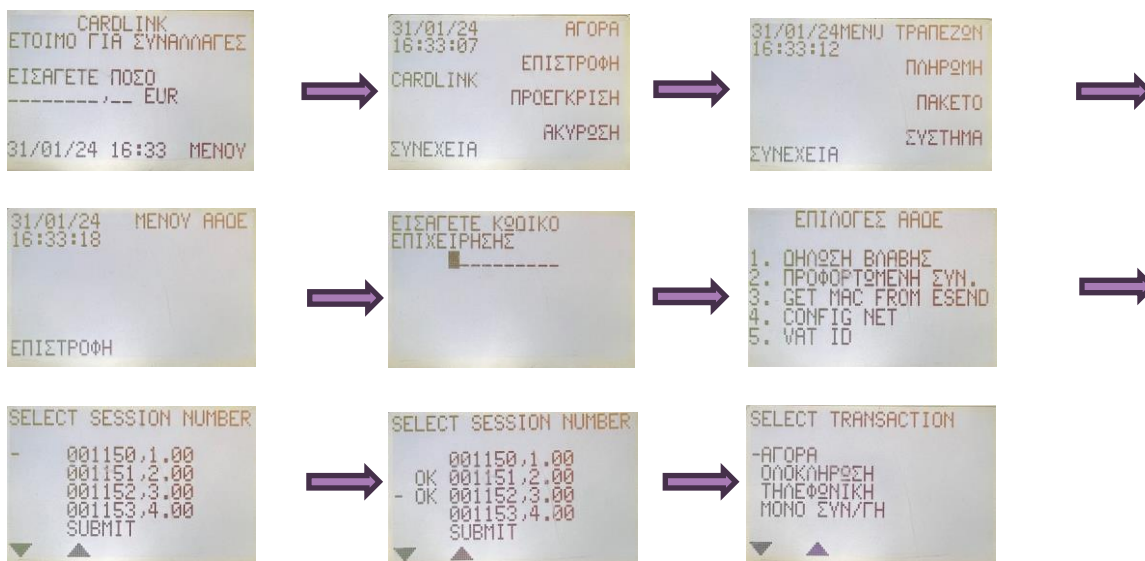 CARDLINK
ΕΤΟΙΜΟ ΓΙΑ ΣΥΝΑΛΛΑΓΕΣ
ΕΙΣΑΓΕΤΕ ΠΟΣΟ
________,__ EUR
31/01/24 16:33 ΜΕΝΟΥ
31/01/24 ΑΓΟΡΑ
16:33:07
ΕΠΙΣΤΡΟΦΗ
CARDLINK
ΠΡΟΕΓΚΡΙΣΗ
ΑΚΥΡΩΣΗ
ΣΥΝΕΧΕΙΑ
31/01/24MENU ΤΡΑΠΕΖΩΝ
16:33:12
ΠΛΗΡΩΜΗ
ΠΑΚΕΤΟ
ΣΥΣΤΗΜΑ
ΣΥΝΕΧΕΙΑ
31/01/24 ΜΕΝΟΥ ΑΑΔΕ
16:33:18
ΕΠΙΣΤΡΟΦΗ
ΕΙΣΑΓΕΤΕ ΚΩΔΙΚΟ
ΕΠΙΧΕΙΡΗΣΗΣ
ΕΠΙΛΟΓΕΣ ΑΑΔΕ
1. ΔΗΛΩΣΗ ΒΛΑΒΗΣ
2. ΠΡΟΦΟΡΤΩΜΕΝΗ ΣΥΝ.
3. GET MAC FROM ESEND
4. CONFIG NET
5. VAT ID
SELECT SESSION NUMBER
- 001150,1.00
001151,2.00
001152,3.00
001153,4.00
SUBMIT
SELECT SESSION NUMBER
001150,1.00
OK 001151,2.00
- OK 001152,3.00
001153,4.00
SUBMIT
SELECT TRANSACTION
-ΑΓΟΡΑ
ΟΛΟΚΛΗΡΩΣΗ
ΤΗΛΕΦΩΝΙΚΗ
ΜΟΝΟ ΣΥΝ/ΓΗ